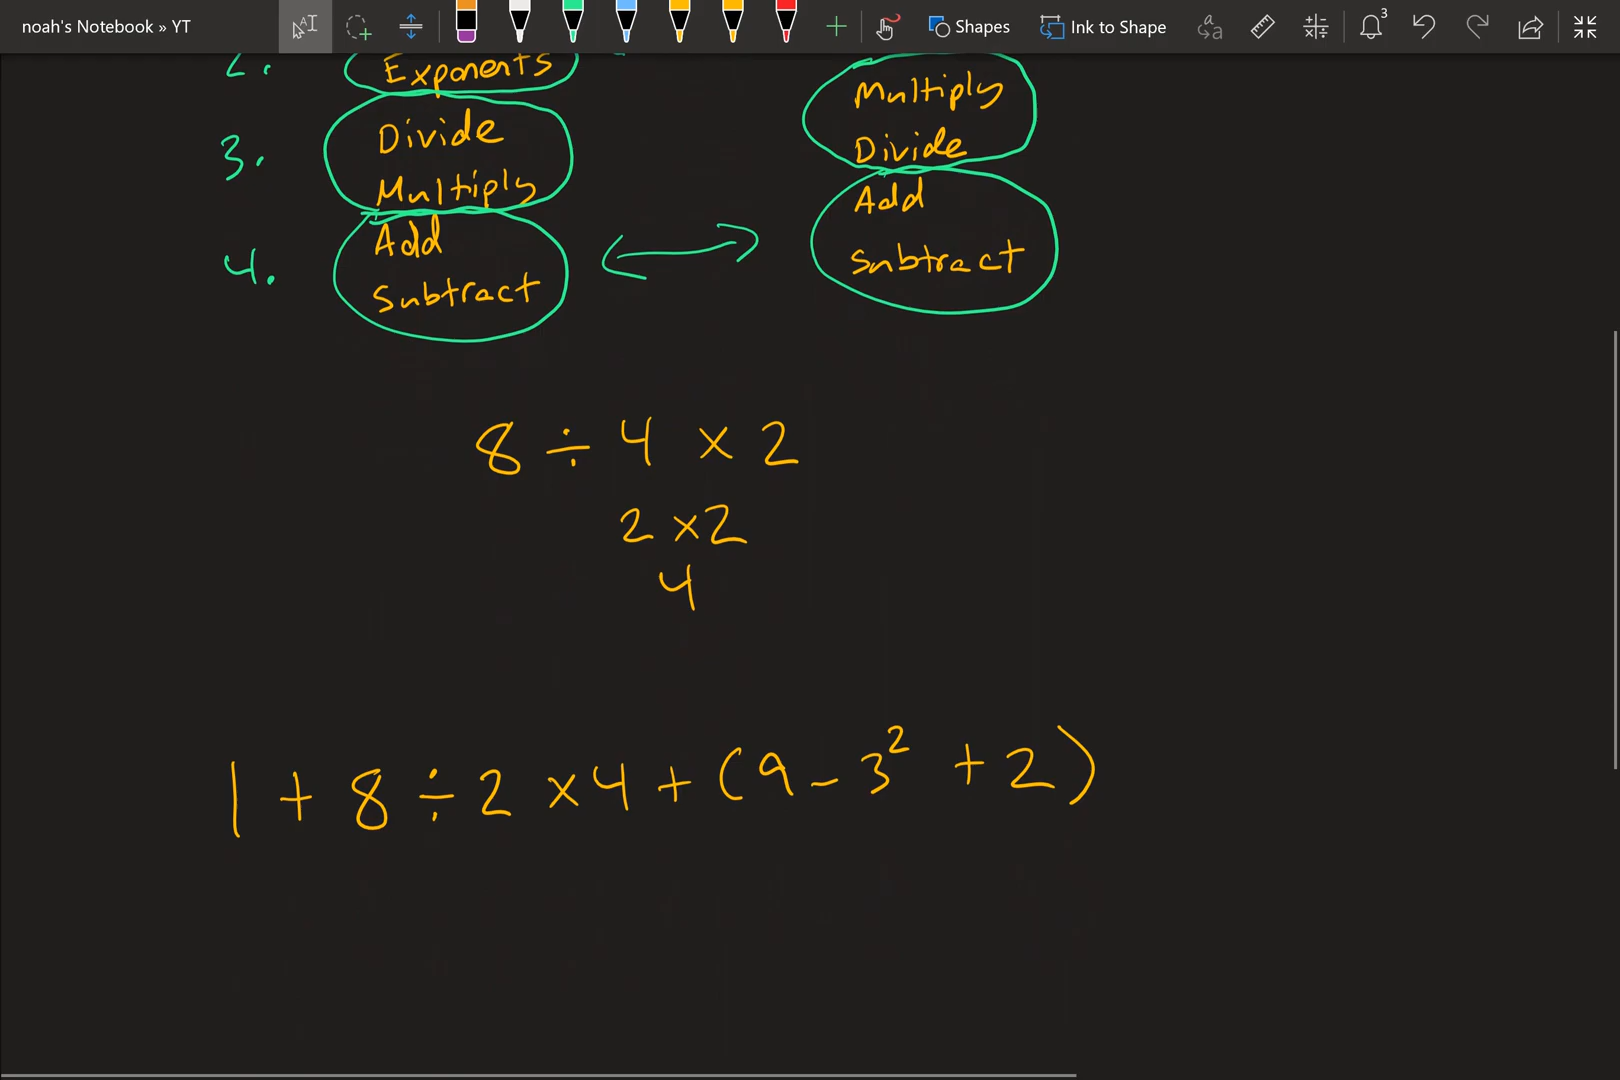 noah's Notebook » YT
Shapes
Ink to Shape
3
2. Exponents
3. Divide
Multiply
4. Add
Subtract
Multiply
Divide
Add
Subtract
8 ÷ 4 × 2
2 × 2
4
1 + 8 ÷ 2 × 4 + (9 - 3² + 2)